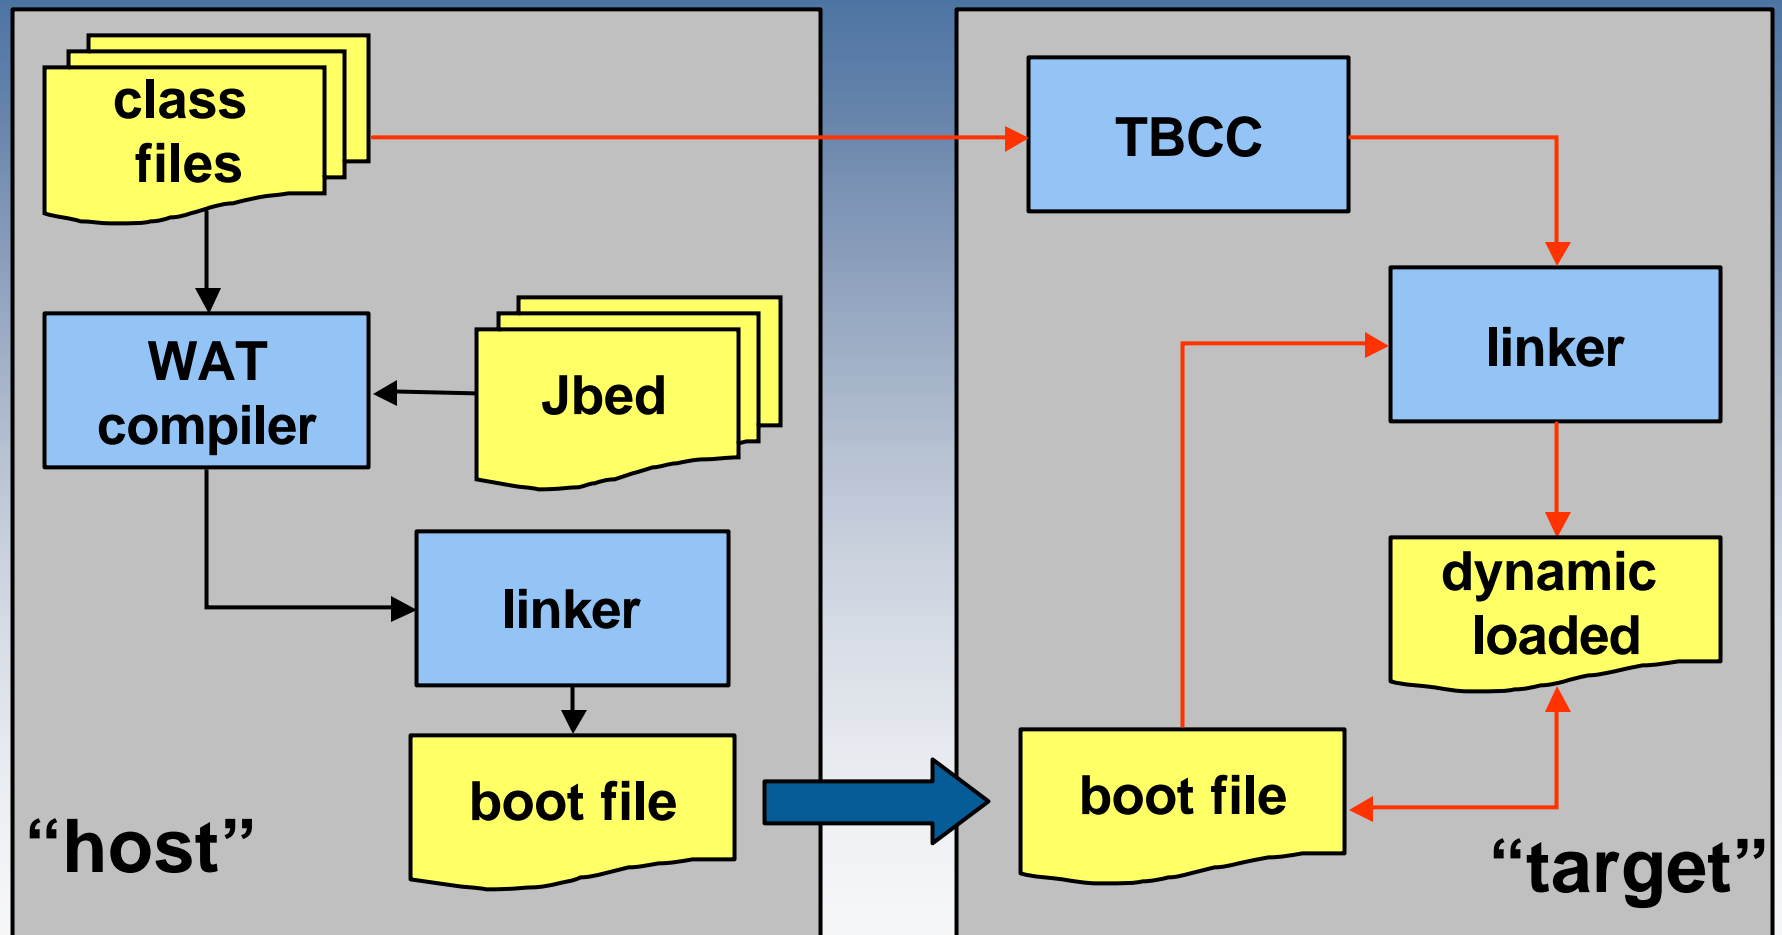 class
files
WAT
compiler
Jbed
linker
boot file
“host”
TBCC
linker
dynamic
loaded
boot file
“target”